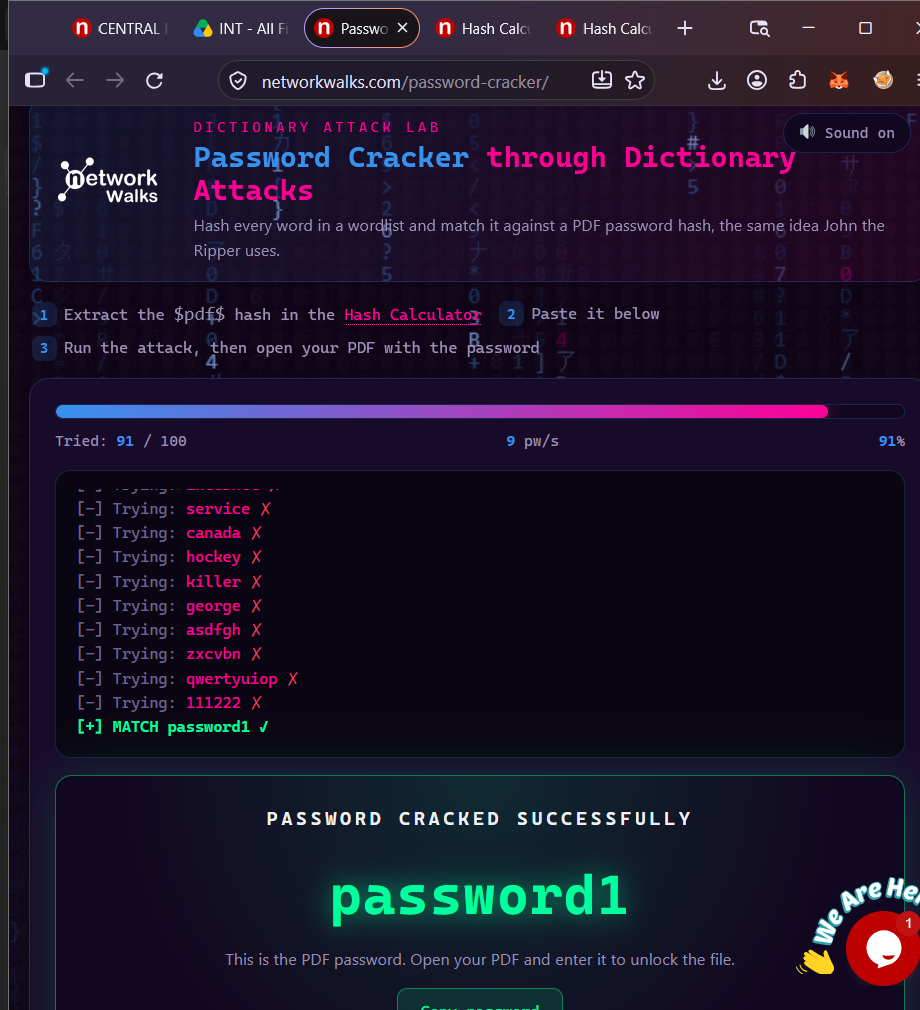 CENTRAL
INT - All Fi
Passwo
Hash Calcu
Hash Calcu
networkwalks.com/password-cracker/
DICTIONARY ATTACK LAB
Sound on
network
Walks
Password Cracker through Dictionary
Attacks
Hash every word in a wordlist and match it against a PDF password hash, the same idea John the
Ripper uses.
1 Extract the $pdf$ hash in the Hash Calculator
2 Paste it below
3 Run the attack, then open your PDF with the password
Tried: 91 / 100
9 pw/s
91%
[-] Trying: service ✗
[-] Trying: canada ✗
[-] Trying: hockey ✗
[-] Trying: killer ✗
[-] Trying: george ✗
[-] Trying: asdfgh ✗
[-] Trying: zxcvbn ✗
[-] Trying: qwertyuiop ✗
[-] Trying: 111222 ✗
[+] MATCH password1 ✓
PASSWORD CRACKED SUCCESSFULLY
password1
This is the PDF password. Open your PDF and enter it to unlock the file.
We Are Her
1
Copy password